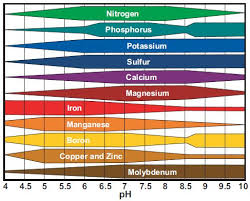 Nitrogen
Phosphorus
Potassium
Sulfur
Calcium
Magnesium
Iron
Manganese
Boron
Copper and Zinc
Molybdenum
4 4.5 5 5.5 6 6.5 7 7.5 8 8.5 9 9.5 10
pH